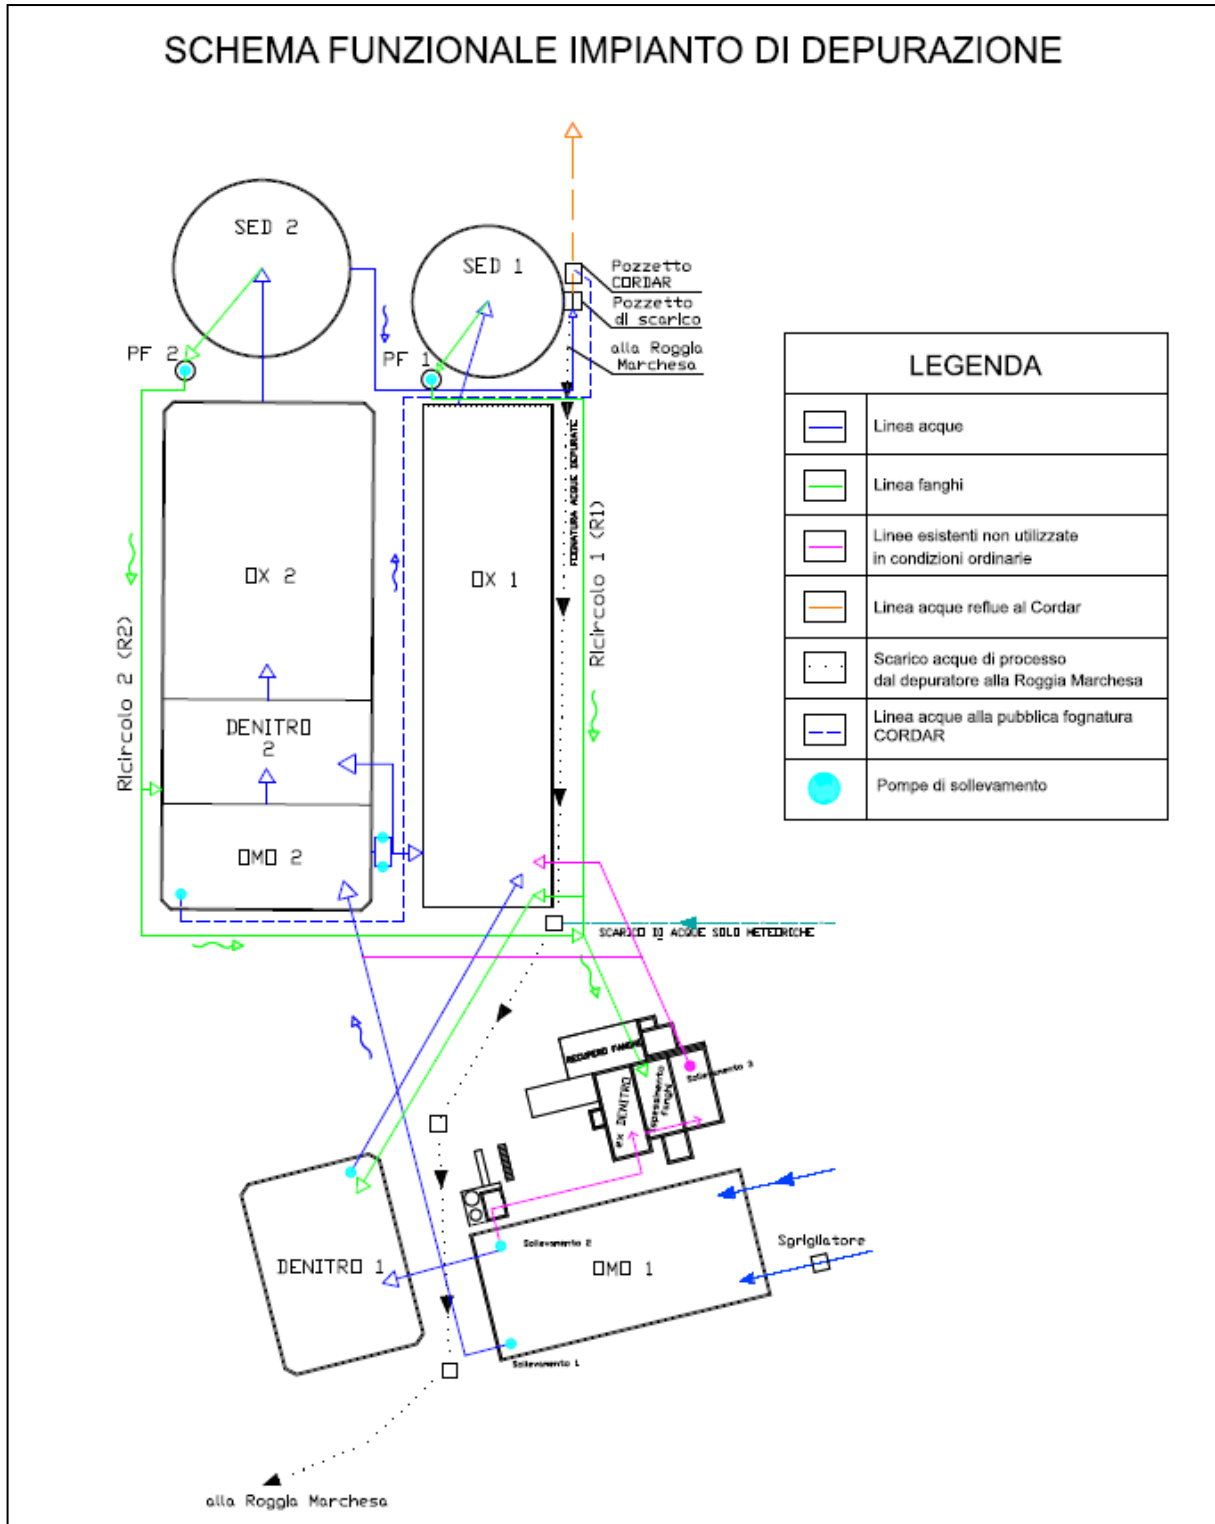 SCHEMA FUNZIONALE IMPIANTO DI DEPURAZIONE
SED 2
SED 1
Pozzetto
CORDAR
Pozzetto
di scarico
alla Roggia
Marchesa
PF 2
PF 1
FOGNATURA ACQUE DEPURATE
OX 2
OX 1
Ricircolo 2 (R2)
Ricircolo 1 (R1)
DENITRO
2
OMO 2
SCARICO DI ACQUE SOLO METEORICHE
RECUPERO FANGHI
ex DENITRO
Ispessimento
fanghi
Sollevamento 3
DENITRO 1
Sollevamento 2
OMO 1
Sgrigliatore
Sollevamento 1
alla Roggia Marchesa
LEGENDA
Linea acque
Linea fanghi
Linee esistenti non utilizzate
in condizioni ordinarie
Linea acque reflue al Cordar
Scarico acque di processo
dal depuratore alla Roggia Marchesa
Linea acque alla pubblica fognatura
CORDAR
Pompe di sollevamento